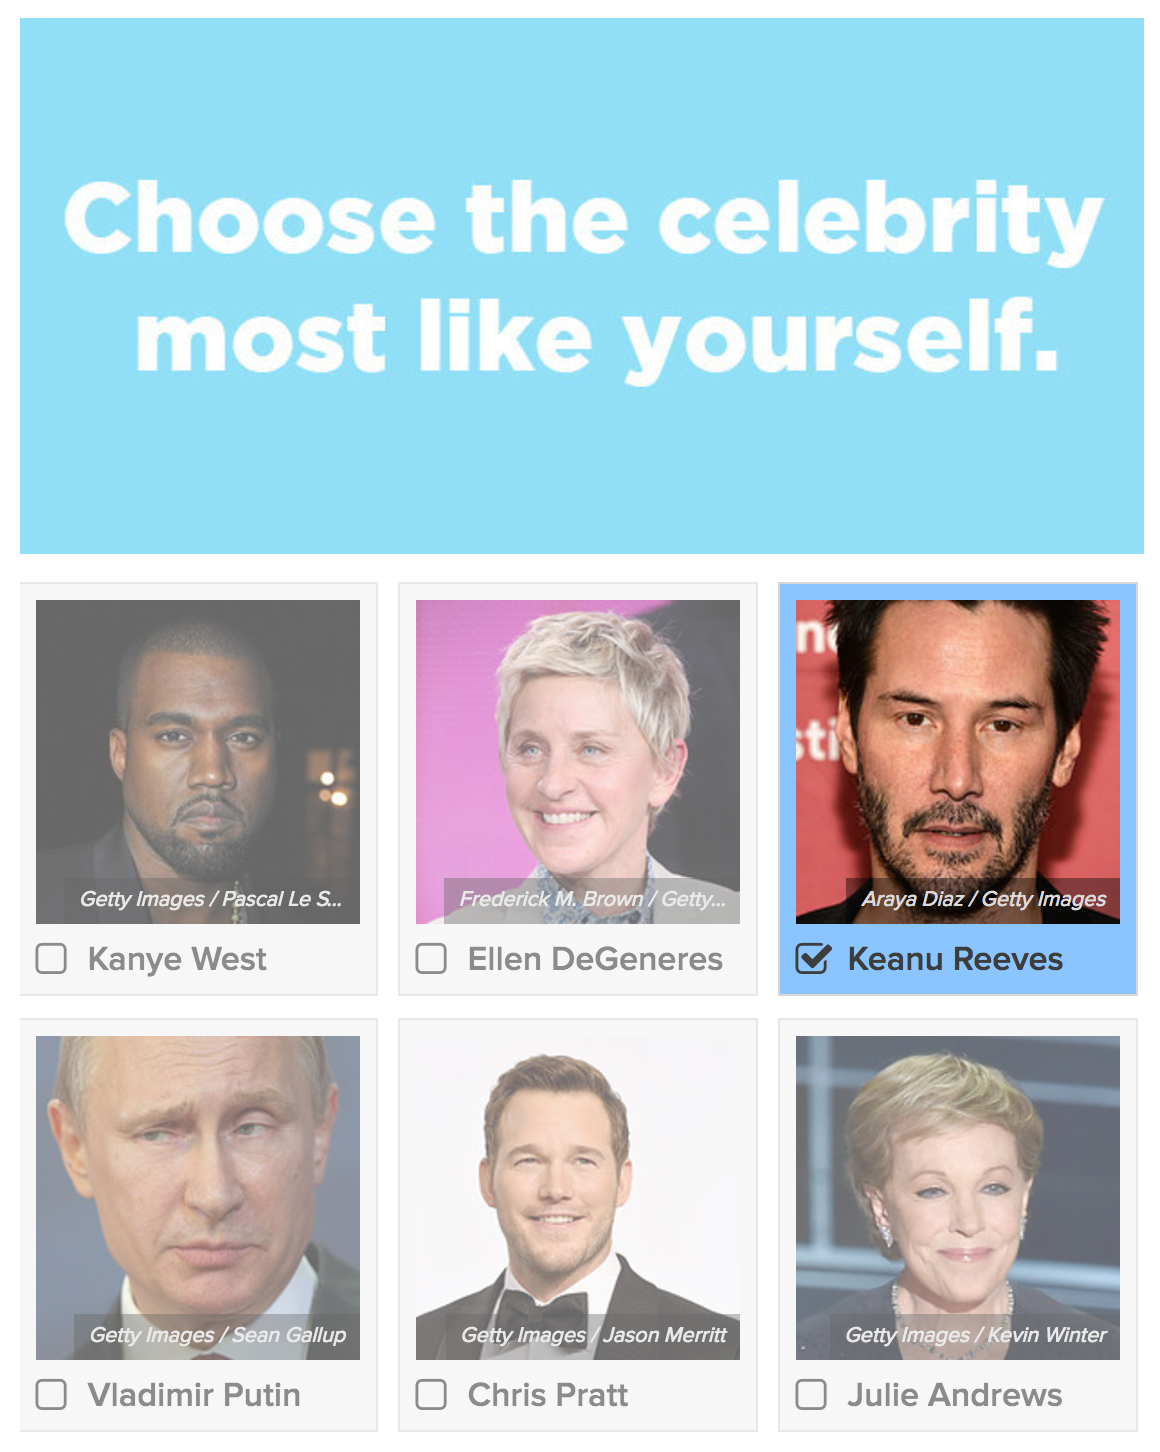 Choose the celebrity
most like yourself.
Getty Images / Pascal Le S...
Frederick M. Brown / Getty...
Araya Diaz / Getty Images
Kanye West
Ellen DeGeneres
Keanu Reeves
Getty Images / Sean Gallup
Getty Images / Jason Merritt
Getty Images / Kevin Winter
Vladimir Putin
Chris Pratt
Julie Andrews